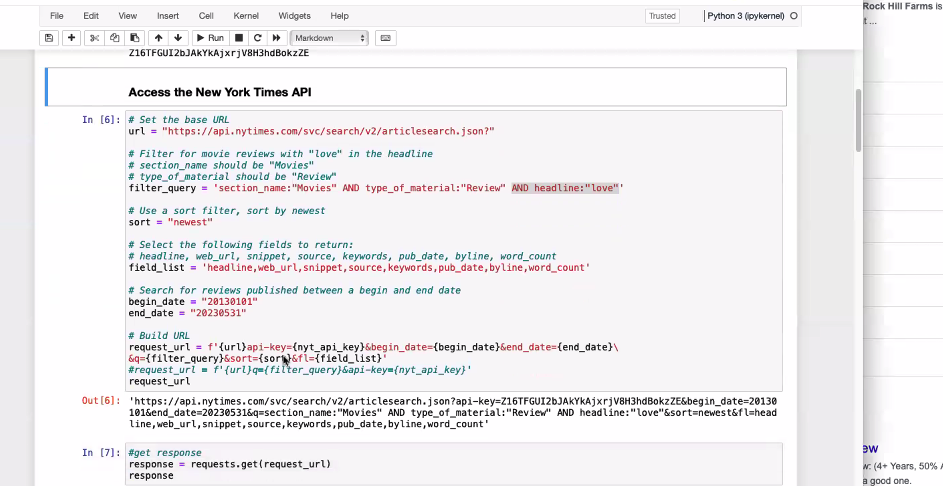 File Edit View Insert Cell Kernel Widgets Help Trusted Python 3 (ipykernel)
Run Markdown
Z16TFGUI2bJAkYkAjxrjV8H3hdBokzZE
Access the New York Times API
In [6]: # Set the base URL
url = "https://api.nytimes.com/svc/search/v2/articlesearch.json?"
# Filter for movie reviews with "love" in the headline
# section_name should be "Movies"
# type_of_material should be "Review"
filter_query = 'section_name:"Movies" AND type_of_material:"Review" AND headline:"love"'
# Use a sort filter, sort by newest
sort = "newest"
# Select the following fields to return:
# headline, web_url, snippet, source, keywords, pub_date, byline, word_count
field_list = 'headline,web_url,snippet,source,keywords,pub_date,byline,word_count'
# Search for reviews published between a begin and end date
begin_date = "20130101"
end_date = "20230531"
# Build URL
request_url = f'{url}api-key={nyt_api_key}&begin_date={begin_date}&end_date={end_date}\
&q={filter_query}&sort={sort}&fl={field_list}'
#request_url = f'{url}q={filter_query}&api-key={nyt_api_key}'
request_url
Out[6]: 'https://api.nytimes.com/svc/search/v2/articlesearch.json?api-key=Z16TFGUI2bJAkYkAjxrjV8H3hdBokzZE&begin_date=20130
101&end_date=20230531&q=section_name:"Movies" AND type_of_material:"Review" AND headline:"love"&sort=newest&fl=head
line,web_url,snippet,source,keywords,pub_date,byline,word_count'
In [7]: #get response
response = requests.get(request_url)
response
Rock Hill Farms is
t ...
ew
w: (4+ Years, 50% A
a good one.